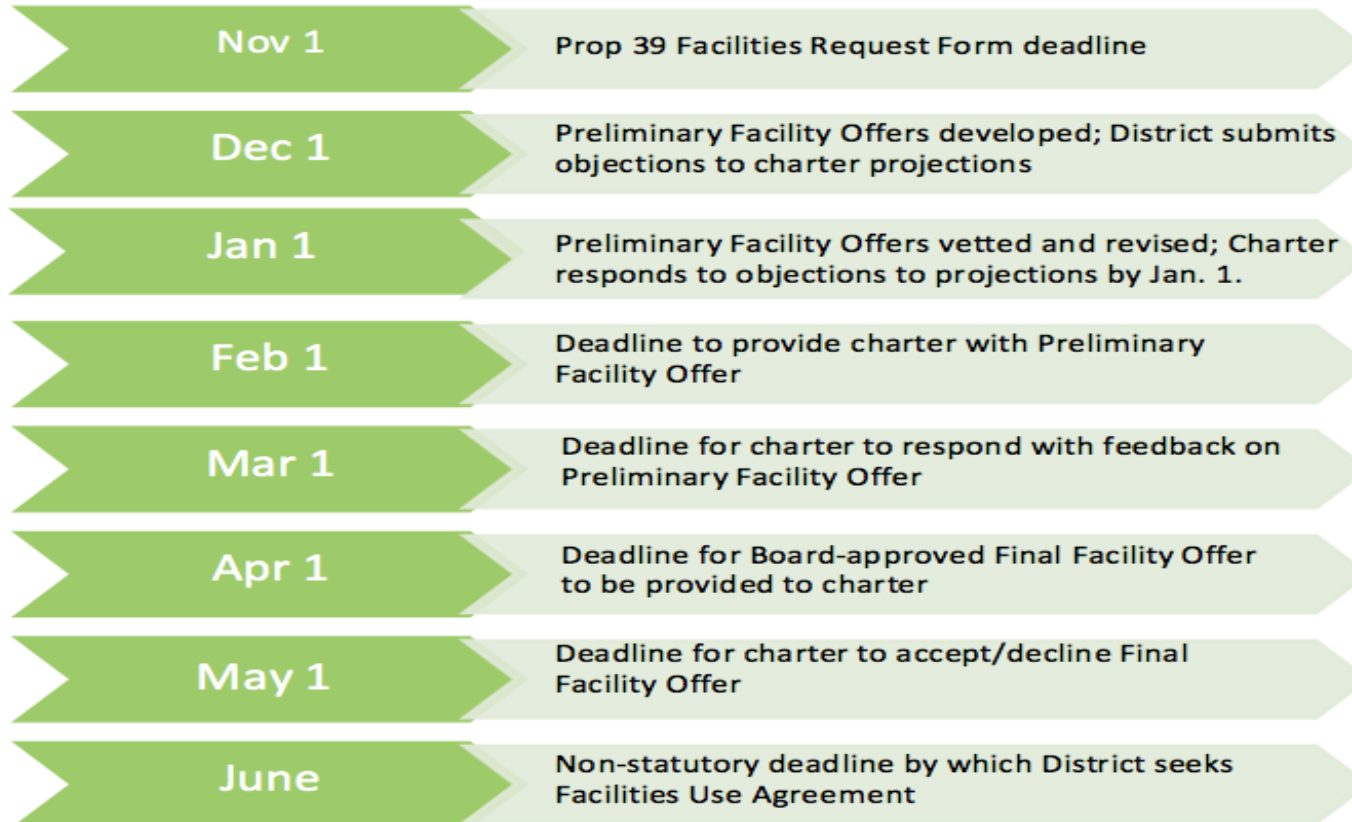 Nov 1
Prop 39 Facilities Request Form deadline
Dec 1
Preliminary Facility Offers developed; District submits
objections to charter projections
Jan 1
Preliminary Facility Offers vetted and revised; Charter
responds to objections to projections by Jan. 1.
Feb 1
Deadline to provide charter with Preliminary
Facility Offer
Mar 1
Deadline for charter to respond with feedback on
Preliminary Facility Offer
Apr 1
Deadline for Board-approved Final Facility Offer
to be provided to charter
May 1
Deadline for charter to accept/decline Final
Facility Offer
June
Non-statutory deadline by which District seeks
Facilities Use Agreement